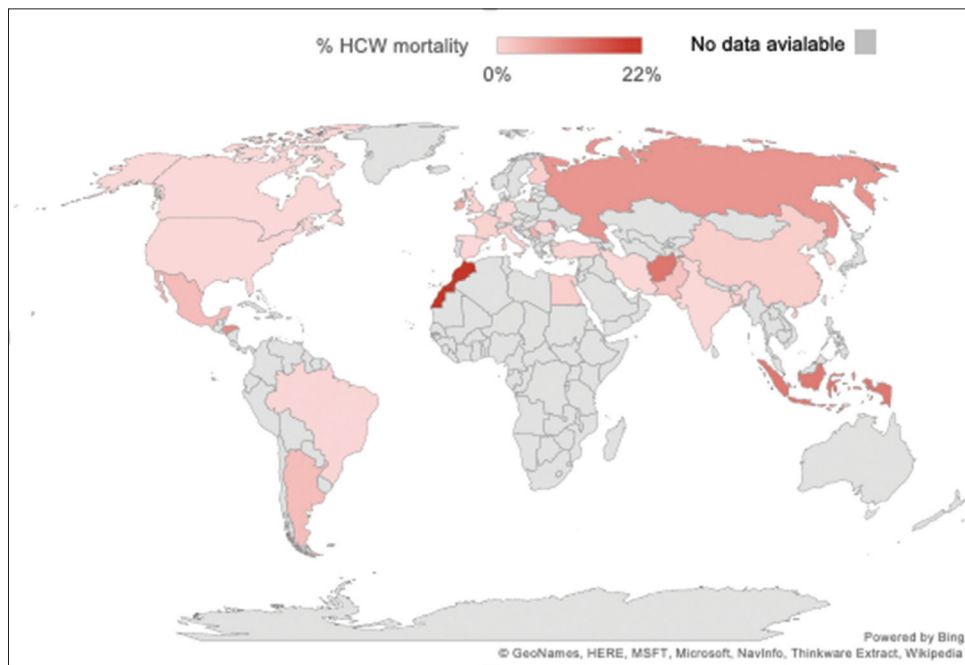 % HCW mortality
0%
22%
No data avialable
Powered by Bing
© GeoNames, HERE, MSFT, Microsoft, NavInfo, Thinkware Extract, Wikipedia